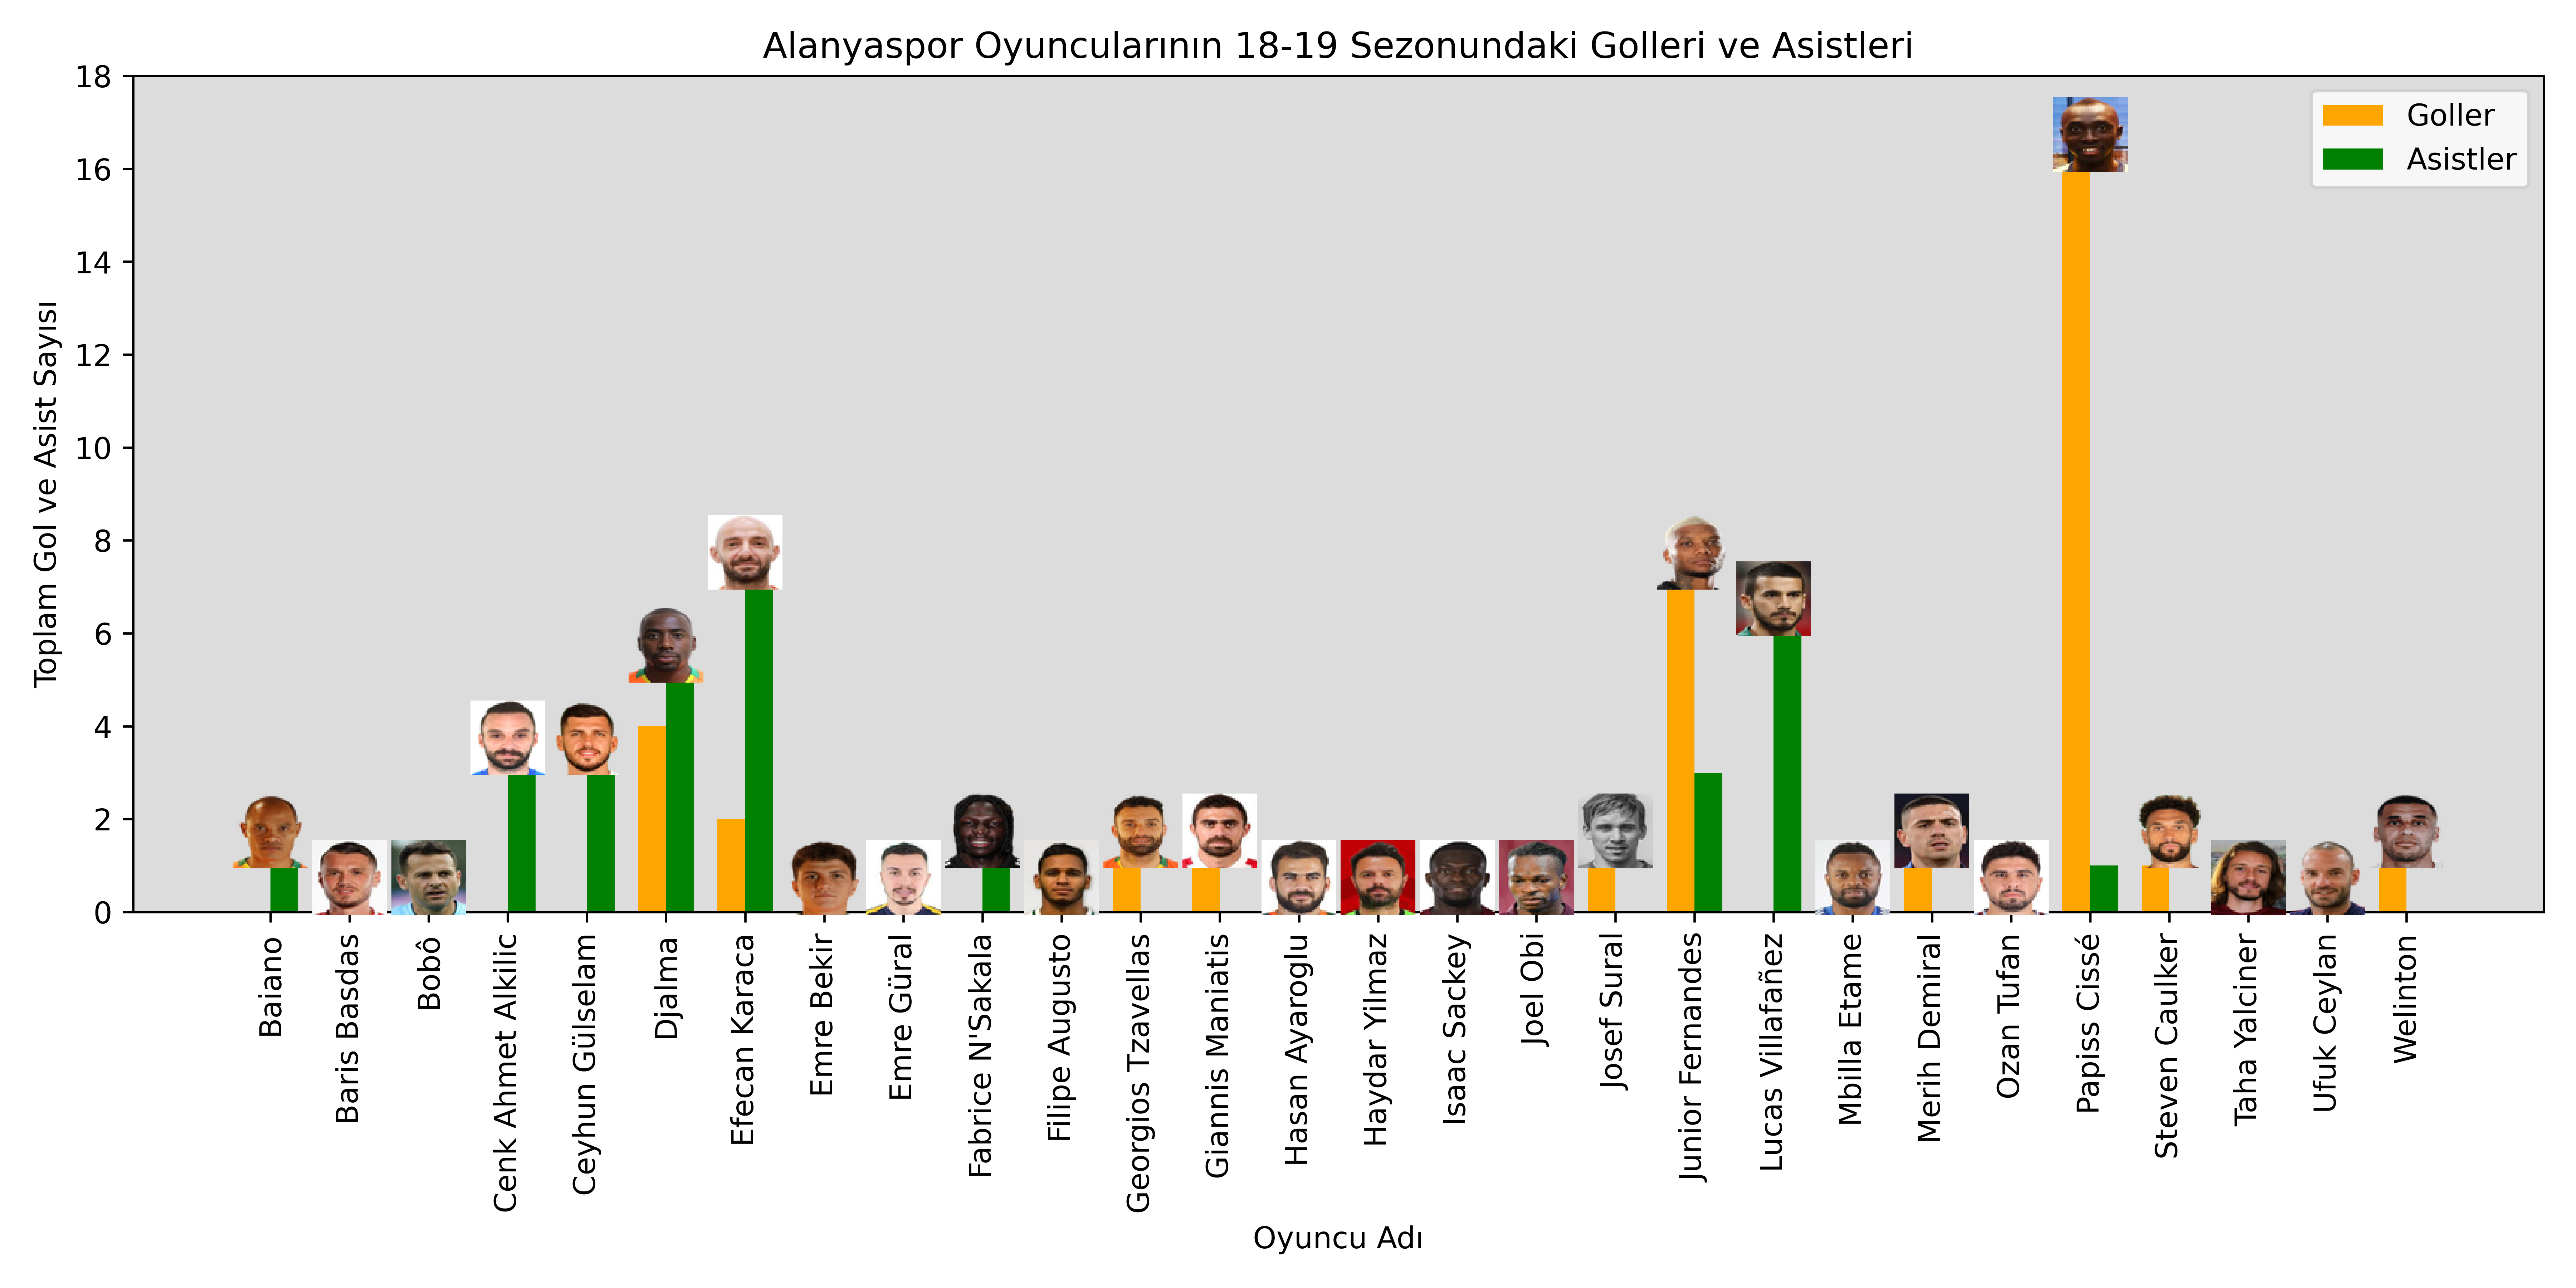 Alanyaspor Oyuncularının 18-19 Sezonundaki Golleri ve Asistleri
Toplam Gol ve Asist Sayısı
18
16
14
12
10
8
6
4
2
0
Goller
Asistler
Baiano
Baris Basdas
Bobô
Cenk Ahmet Alkilic
Ceyhun Gülselam
Djalma
Efecan Karaca
Emre Bekir
Emre Güral
Fabrice N'Sakala
Filipe Augusto
Georgios Tzavellas
Giannis Maniatis
Hasan Ayaroglu
Haydar Yilmaz
Isaac Sackey
Joel Obi
Josef Sural
Junior Fernandes
Lucas Villafañez
Mbilla Etame
Merih Demiral
Ozan Tufan
Papiss Cissé
Steven Caulker
Taha Yalciner
Ufuk Ceylan
Welinton
Oyuncu Adı